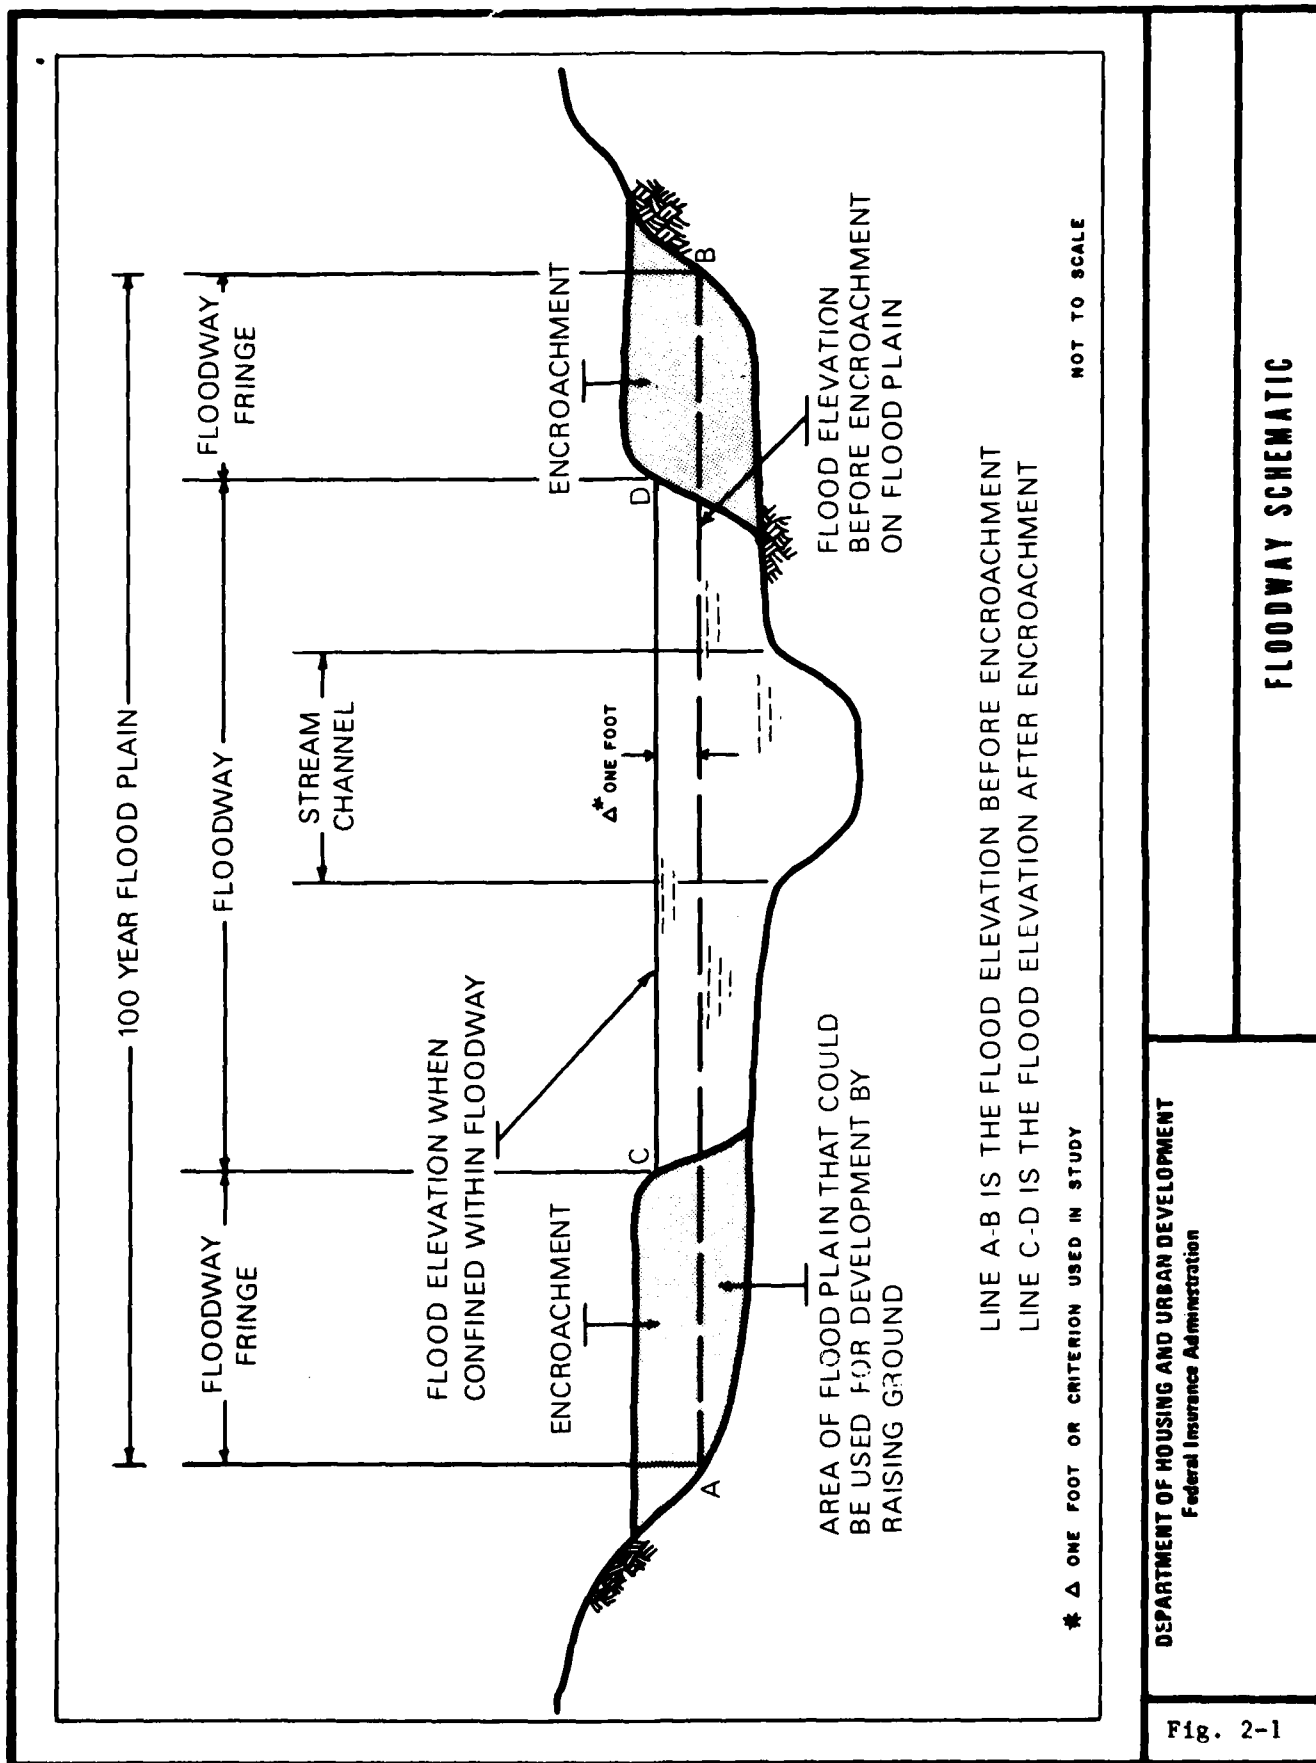 100 YEAR FLOOD PLAIN
FLOODWAY
FRINGE
FLOODWAY
FLOODWAY
FRINGE
STREAM
CHANNEL
FLOOD ELEVATION WHEN
CONFINED WITHIN FLOODWAY
ENCROACHMENT
ENCROACHMENT
Δ* ONE FOOT
C
D
A
B
AREA OF FLOOD PLAIN THAT COULD
BE USED FOR DEVELOPMENT BY
RAISING GROUND
FLOOD ELEVATION
BEFORE ENCROACHMENT
ON FLOOD PLAIN
LINE A-B IS THE FLOOD ELEVATION BEFORE ENCROACHMENT
LINE C-D IS THE FLOOD ELEVATION AFTER ENCROACHMENT
* Δ ONE FOOT OR CRITERION USED IN STUDY
NOT TO SCALE
DEPARTMENT OF HOUSING AND URBAN DEVELOPMENT
Federal Insurance Administration
FLOODWAY SCHEMATIC
Fig. 2-1